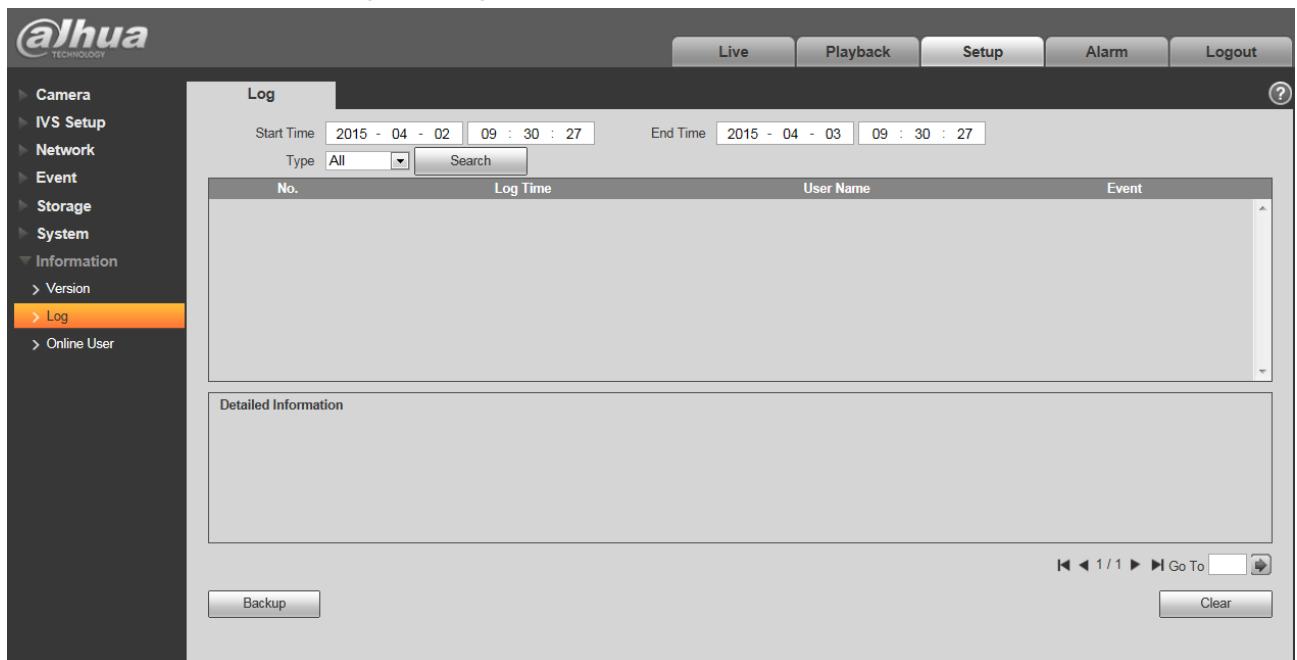 alhua
TECHNOLOGY
Live Playback Setup Alarm Logout
Camera
IVS Setup
Network
Event
Storage
System
Information
Version
Log
Online User
Log
?
Start Time 2015 - 04 - 02 09 : 30 : 27 End Time 2015 - 04 - 03 09 : 30 : 27
Type All Search
No. Log Time User Name Event
Detailed Information
1 / 1 Go To
Backup Clear